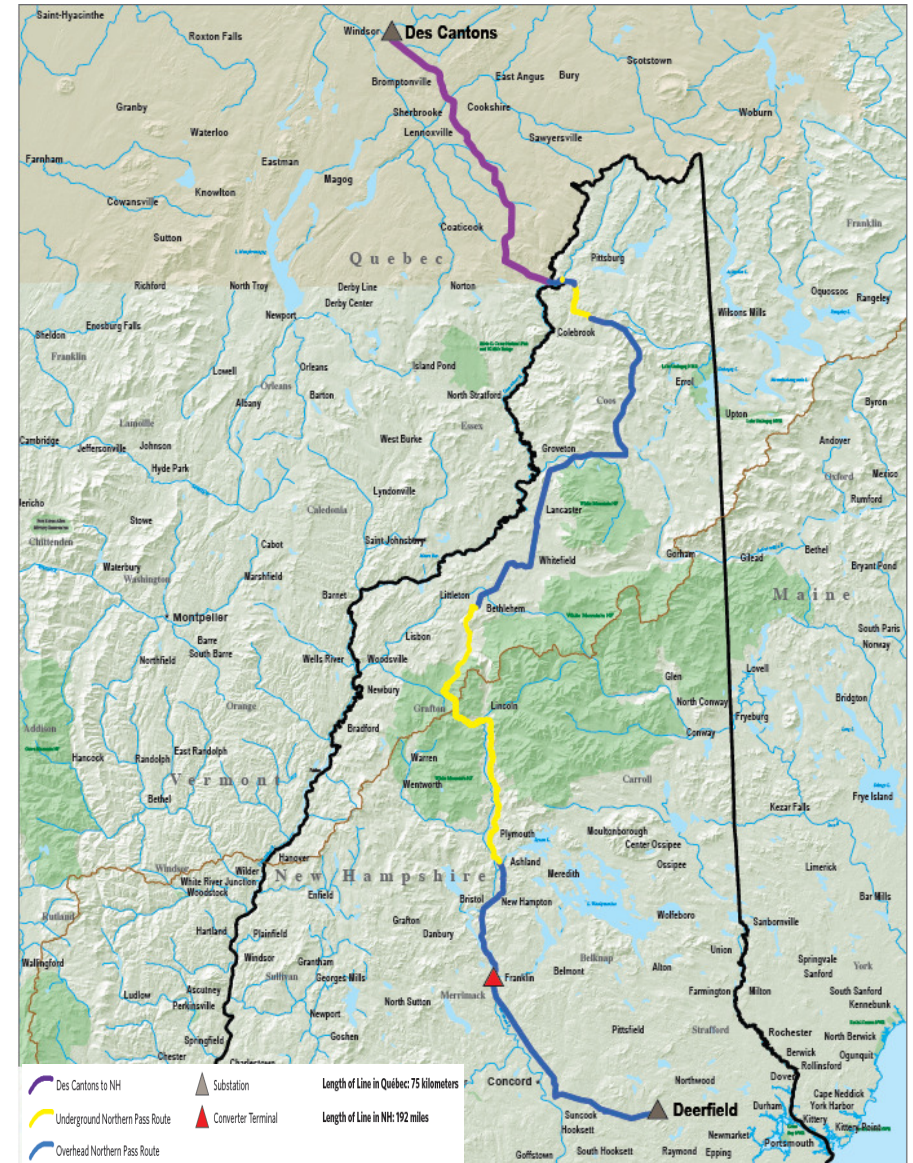 Saint-Hyacinthe
Roxton Falls
Windsor
Des Cantons
Scotstown
East Angus
Bury
Bromptonville
Granby
Sherbrooke
Cookshire
Woburn
Waterloo
Lennoxville
Sawyersville
Farnham
Eastman
Magog
Knowlton
Cowansville
Coaticook
Franklin
Sutton
Quebec
Pittsburg
Richford
North Troy
Derby Line
Norton
Oquossoc
Rangeley
Derby Center
Newport
Wilsons Mills
Enosburg Falls
Sheldon
Colebrook
Franklin
Lowell
Orleans
Island Pond
Errol
Orleans
Albany
Barton
North Stratford
Coos
Byron
Upton
Lamoille
Essex
Cambridge
Jeffersonville
Johnson
West Burke
Groveton
Andover
Hyde Park
Oxford
Mexico
Lyndonville
Rumford
Jericho
Caledonia
Lancaster
Stowe
Chittenden
Cabot
Saint Johnsbury
Whitefield
Gorham
Gilead
Bethel
Waterbury
Marshfield
Bryant Pond
Washington
Barnet
Littleton
Bethlehem
Maine
Montpelier
White Mountain NF
Barre
South Barre
Lisbon
South Paris
Norway
Northfield
Wells River
Woodsville
Lovell
Glen
Newbury
North Conway
Bridgton
Orange
Grafton
Lincoln
Fryeburg
Addison
Bradford
Conway
Hancock
Randolph
East Randolph
Warren
Vermont
Wentworth
Carroll
Frye Island
Bethel
Kezar Falls
Plymouth
Moultonborough
Center Ossipee
Hanover
Ashland
Ossipee
Windsor
Wilder
New Hampshire
Meredith
Limerick
White River Junction
Woodstock
Enfield
Bristol
New Hampton
Bar Mills
Rutland
Grafton
Wolfeboro
Sanbornville
Hartland
Plainfield
Danbury
Wallingford
Windsor
Grantham
Belknap
Union
Springvale
Sullivan
Georges Mills
Franklin
Belmont
Alton
Sanford
York
Ludlow
Ascutney
Perkinsville
North Sutton
Merrimack
Farmington
Milton
South Sanford
Kennebunk
Newport
Springfield
Goshen
Pittsfield
Strafford
Rochester
North Berwick
Chester
Charlestown
Berwick
Ogunquit
Rollinsford
Concord
Northwood
Dover
Cape Neddick
Deerfield
Durham
York Harbor
Suncook
Kittery
Kittery Point
Hooksett
Newmarket
Portsmouth
Goffstown
South Hooksett
Raymond
Epping
Des Cantons to NH
Substation
Length of Line in Québec: 75 kilometers
Underground Northern Pass Route
Converter Terminal
Length of Line in NH: 192 miles
Overhead Northern Pass Route